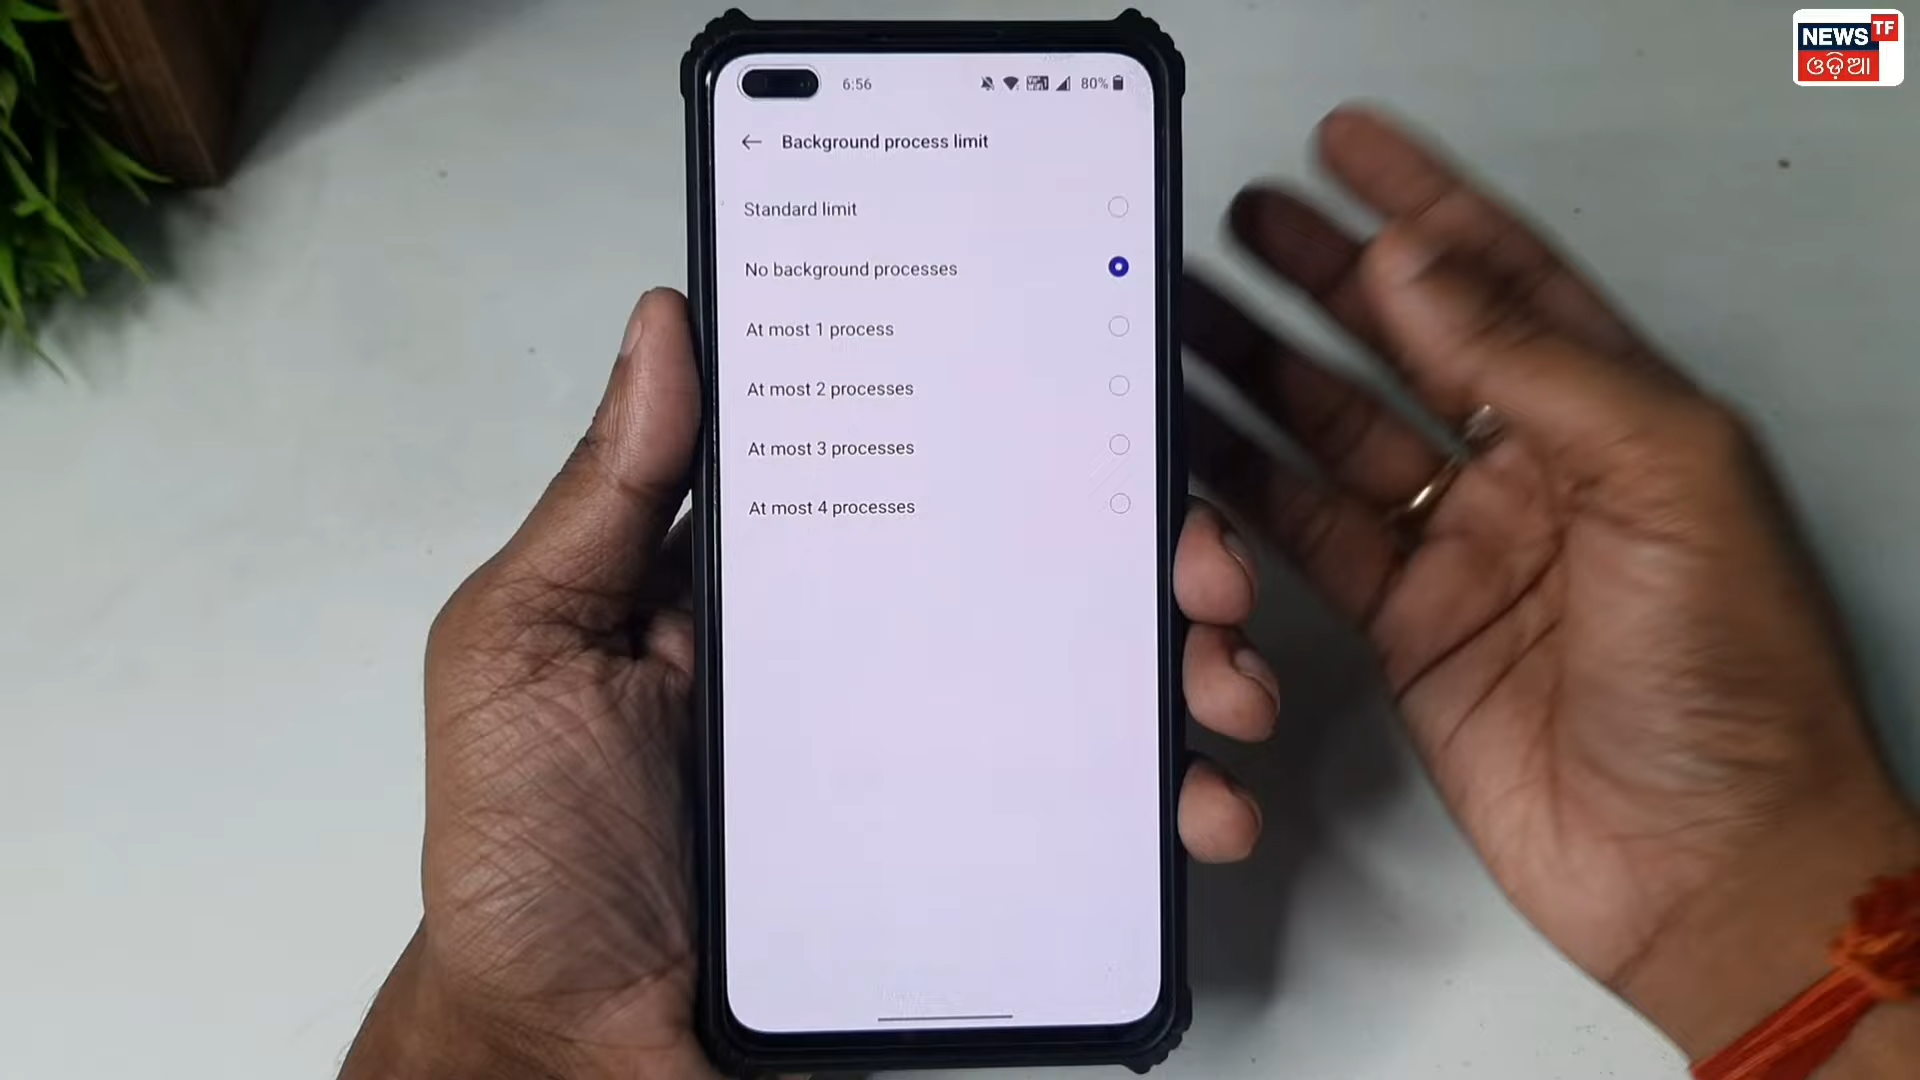 NEWS TF
ଓଡ଼ିଆ
6:56
80%
Background process limit
Standard limit
No background processes
At most 1 process
At most 2 processes
At most 3 processes
At most 4 processes